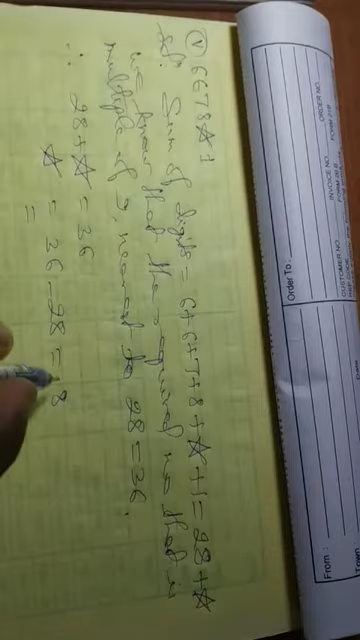 (v) 6678☆1
Sol: Sum of digits = 6+6+7+8+☆+1 = 28+☆
we know that the required no that is
multiple of 9, nearest to 28 = 36.
∴ 28+☆ = 36
☆ = 36-28 = 8
=
ORDER NO.
FORM 21B
INVOICE NO.
CUSTOMER NO.
Order To :
From :